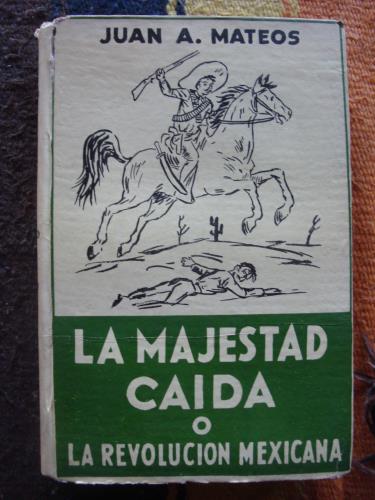 JUAN A. MATEOS
LA MAJESTAD
CAIDA
O
LA REVOLUCION MEXICANA